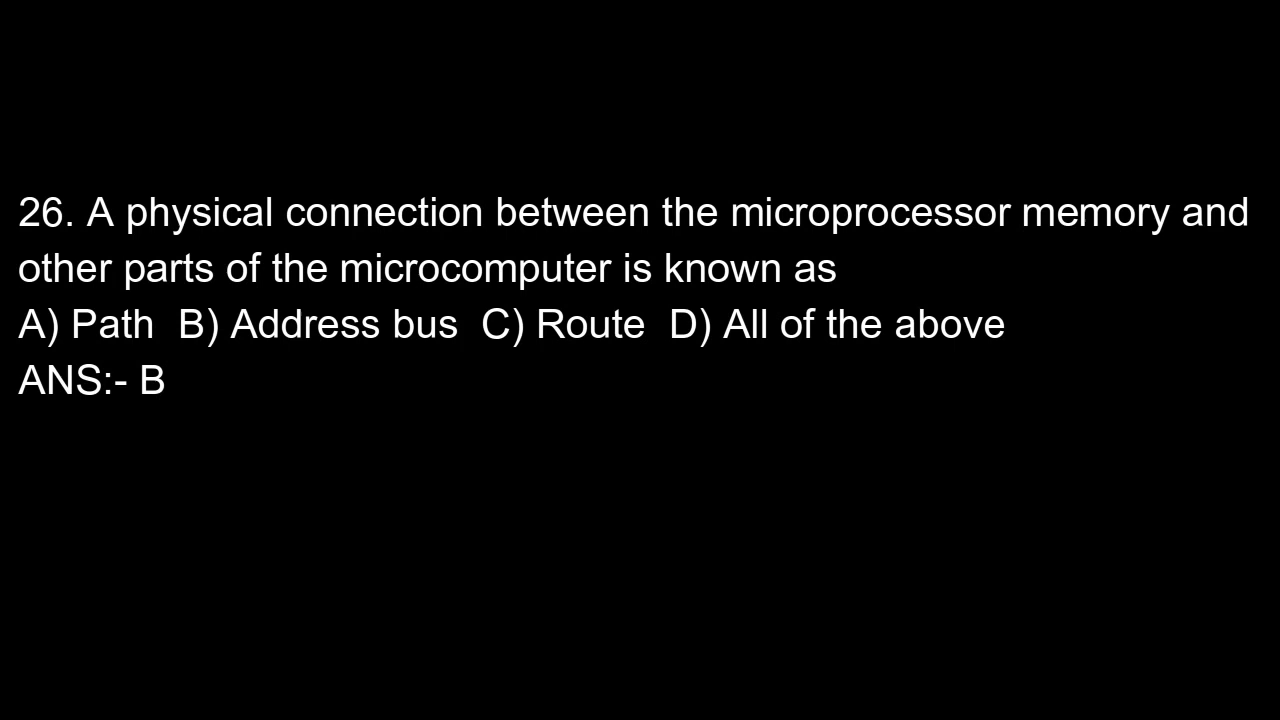 26. A physical connection between the microprocessor memory and
other parts of the microcomputer is known as
A) Path  B) Address bus  C) Route  D) All of the above
ANS:- B